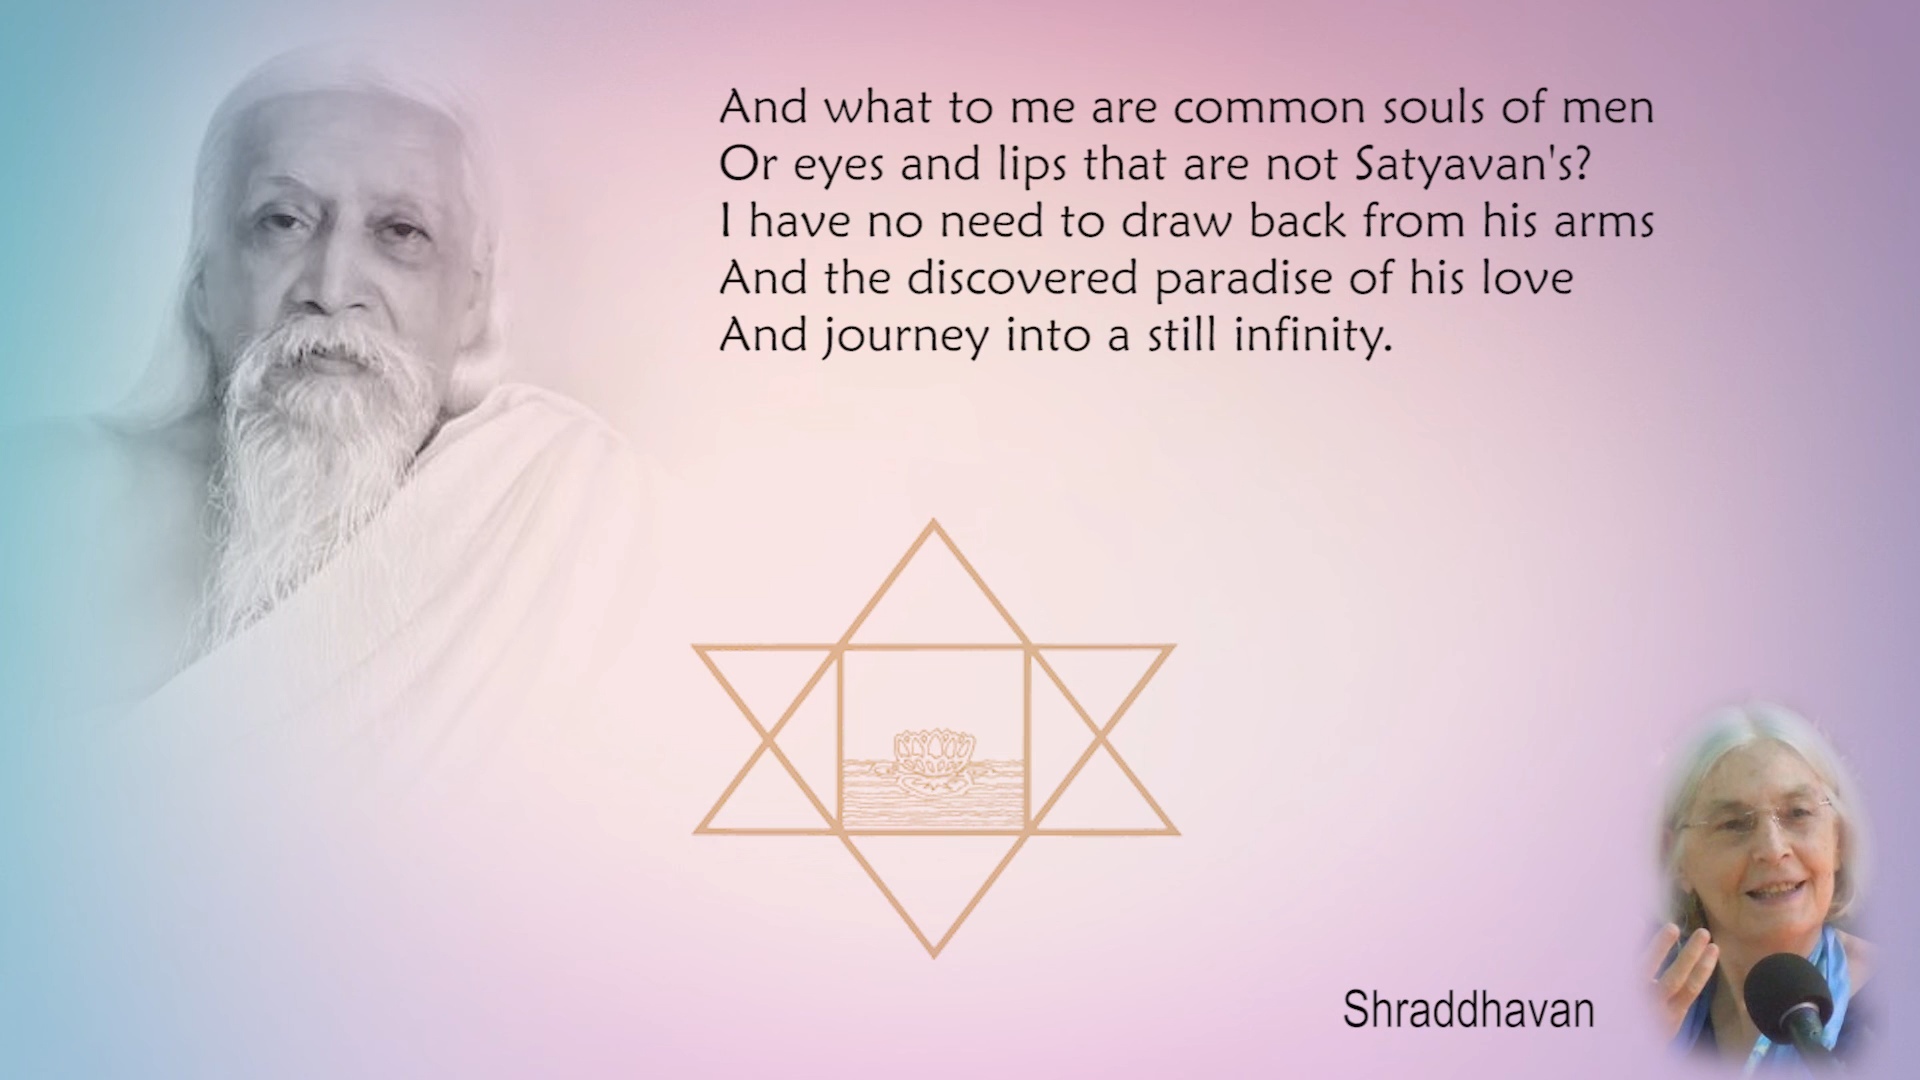 And what to me are common souls of men
Or eyes and lips that are not Satyavan's?
I have no need to draw back from his arms
And the discovered paradise of his love
And journey into a still infinity.
Shraddhavan